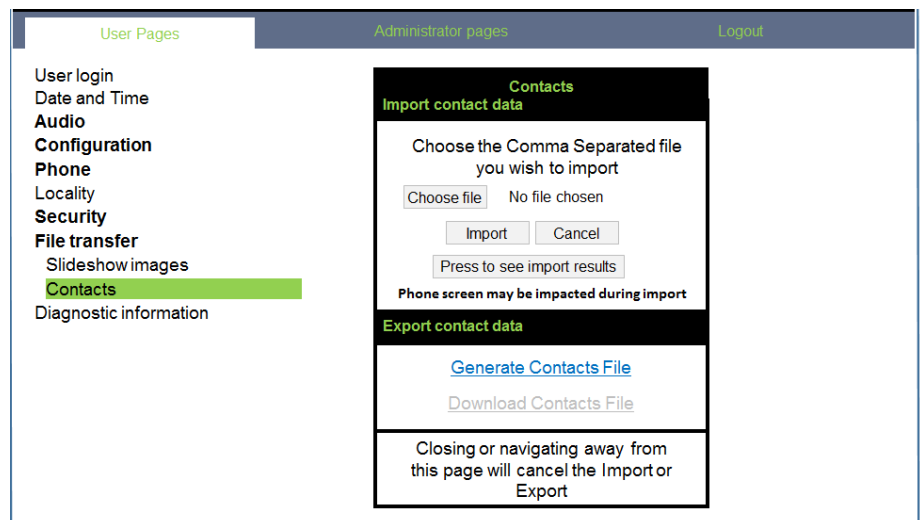 User Pages
Administrator pages
Logout
User login
Date and Time
Audio
Configuration
Phone
Locality
Security
File transfer
Slideshow images
Contacts
Diagnostic information
Contacts
Import contact data
Choose the Comma Separated file
you wish to import
Choose file
No file chosen
Import
Cancel
Press to see import results
Phone screen may be impacted during import
Export contact data
Generate Contacts File
Download Contacts File
Closing or navigating away from
this page will cancel the Import or
Export